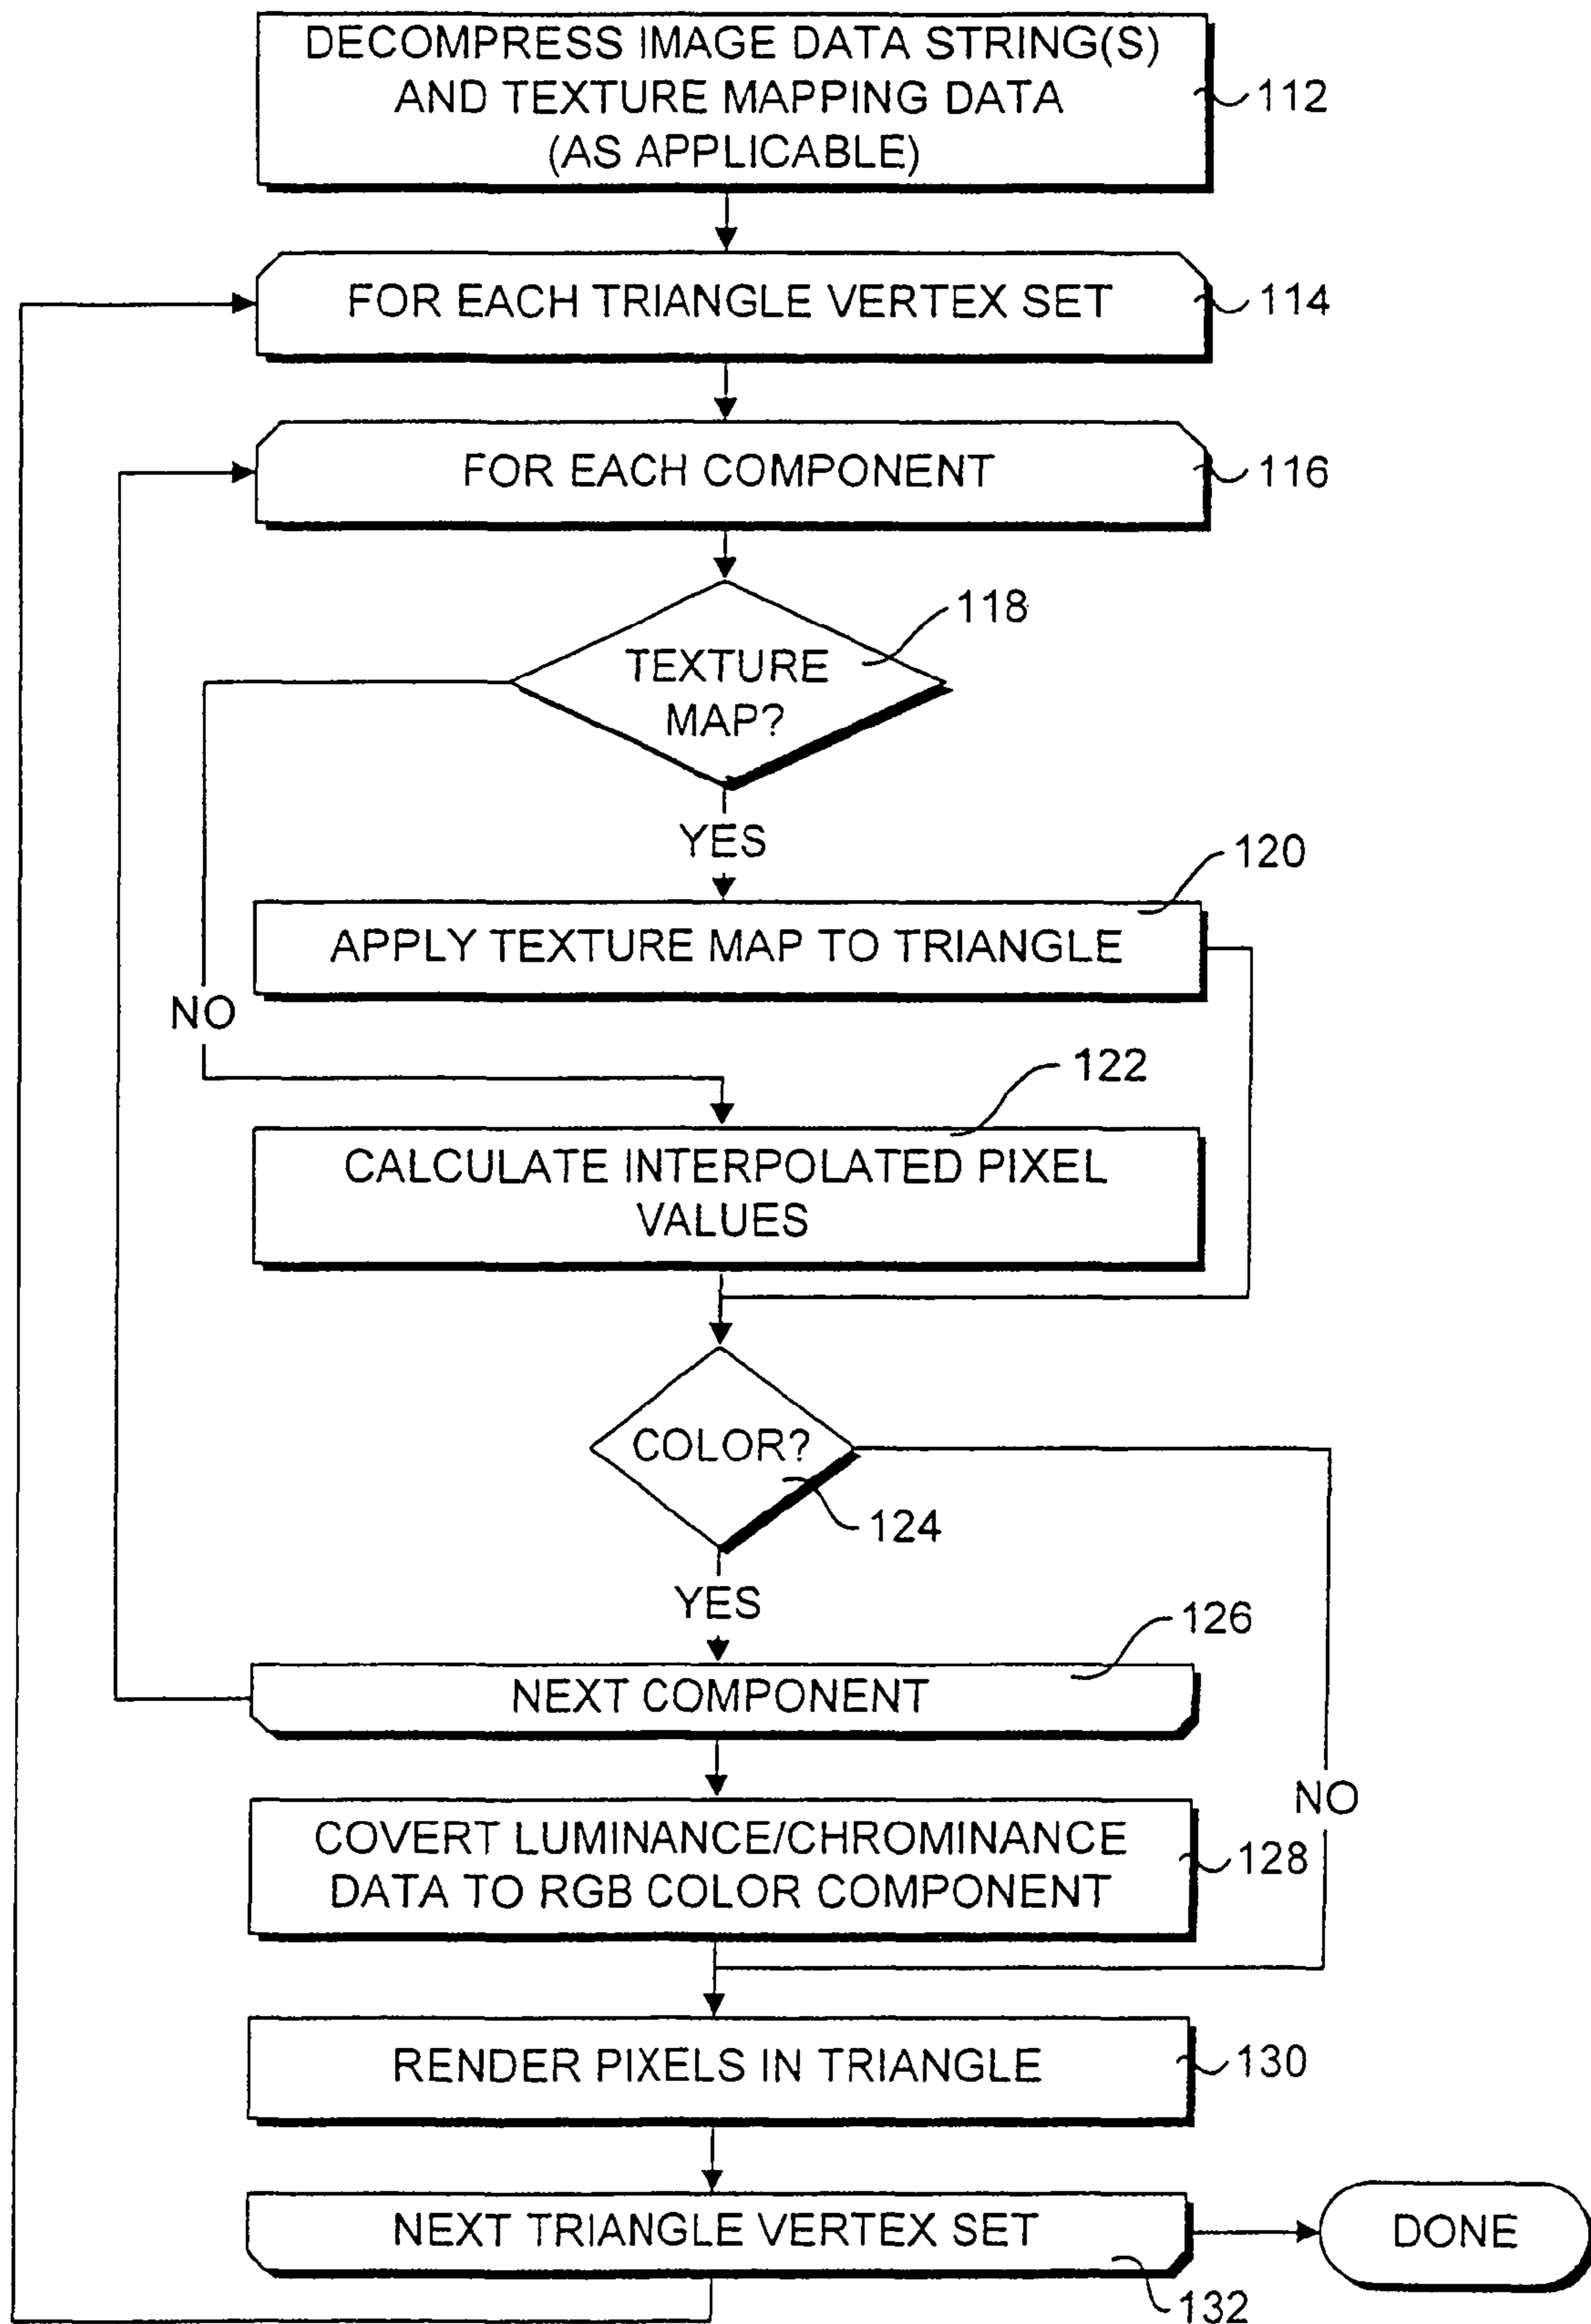 DECOMPRESS IMAGE DATA STRING(S)
AND TEXTURE MAPPING DATA
(AS APPLICABLE)
112
FOR EACH TRIANGLE VERTEX SET
114
FOR EACH COMPONENT
116
118
TEXTURE
MAP?
YES
120
APPLY TEXTURE MAP TO TRIANGLE
NO
122
CALCULATE INTERPOLATED PIXEL
VALUES
COLOR?
124
YES
126
NEXT COMPONENT
NO
COVERT LUMINANCE/CHROMINANCE
DATA TO RGB COLOR COMPONENT
128
RENDER PIXELS IN TRIANGLE
130
NEXT TRIANGLE VERTEX SET
DONE
132